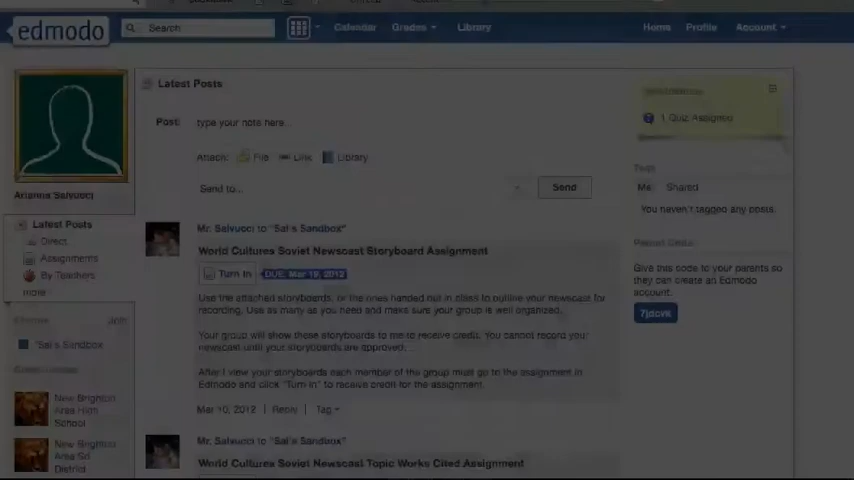 edmodo
Search
Calendar
Grades
Library
Home
Profile
Account
Latest Posts
Post:
type your note here...
Attach:
File
Link
Library
Send to...
Send
1 Quiz Assigned
Tags
Me
Shared
You haven't tagged any posts.
Parent Code:
Give this code to your parents so
they can create an Edmodo
account.
Arianna Salvucci
Latest Posts
Direct
Assignments
By Teachers
more
"Sal's Sandbox"
New Brighton
Area High
School
New Brighton
Area Sd
District
Mr. Salvucci to "Sal's Sandbox"
World Cultures Soviet Newscast Storyboard Assignment
Turn In
DUE: Mar 19, 2012
Use the attached storyboards, or the ones handed out in class to outline your newscast for
recording. Use as many as you need and make sure your group is well organized.
Your group will show these storyboards to me to receive credit. You cannot record your
newscast until your storyboards are approved...
After I view your storyboards each member of the group must go to the assignment in
Edmodo and click "Turn In" to receive credit for the assignment.
Mar 10, 2012 | Reply | Tag
Mr. Salvucci to "Sal's Sandbox"
World Cultures Soviet Newscast Topic Works Cited Assignment